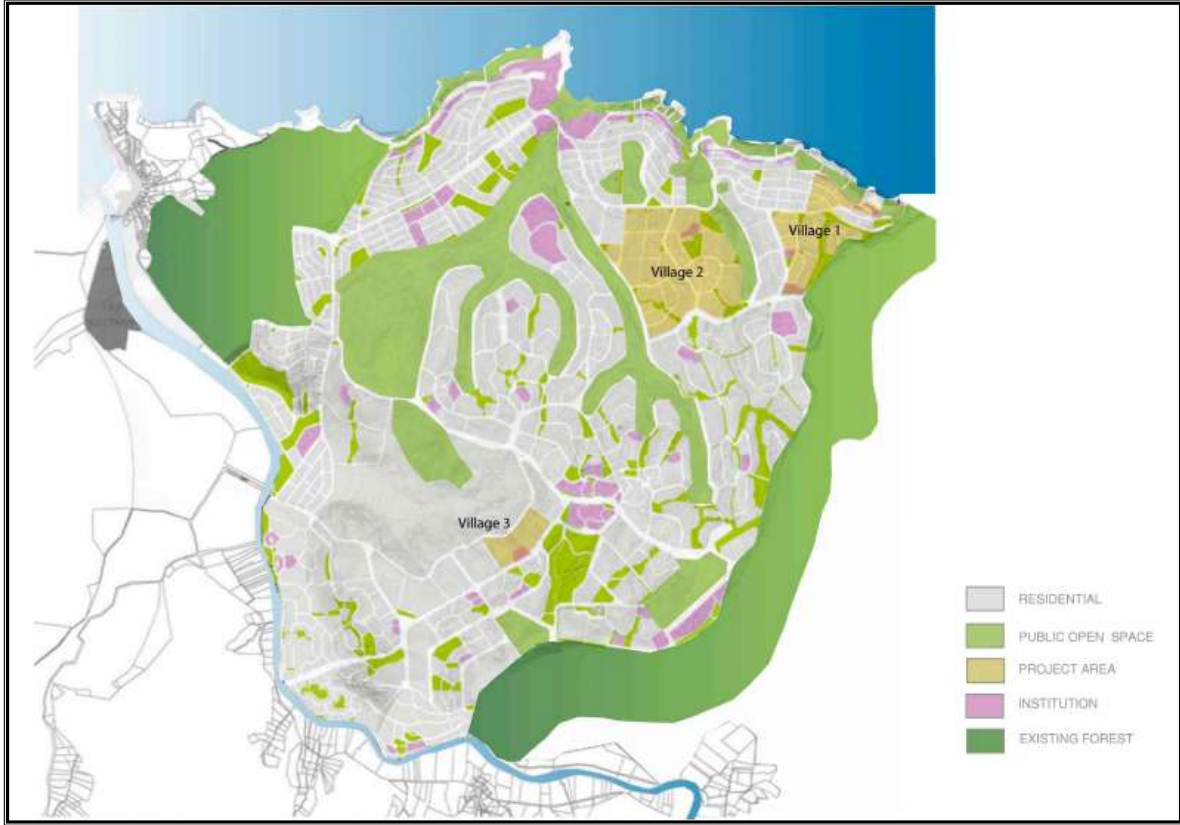 Village 1
Village 2
Village 3
RESIDENTIAL
PUBLIC OPEN SPACE
PROJECT AREA
INSTITUTION
EXISTING FOREST